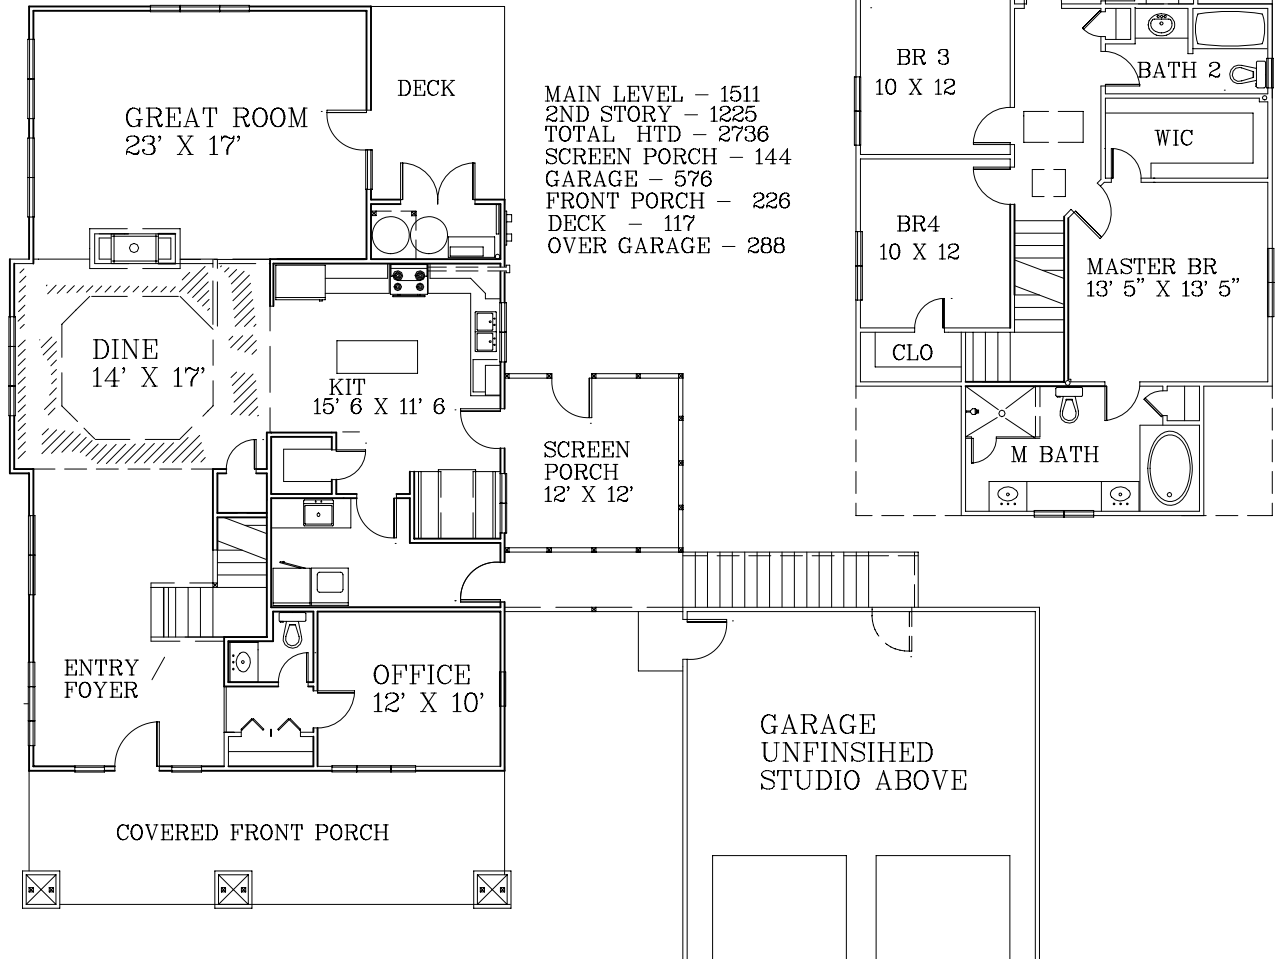 GREAT ROOM
23' X 17'
DECK
MAIN LEVEL – 1511
2ND STORY – 1225
TOTAL HTD – 2736
SCREEN PORCH – 144
GARAGE – 576
FRONT PORCH – 226
DECK – 117
OVER GARAGE – 288
BR 3
10 X 12
BATH 2
WIC
BR4
10 X 12
MASTER BR
13' 5" X 13' 5"
CLO
M BATH
DINE
14' X 17'
KIT
15' 6 X 11' 6
SCREEN
PORCH
12' X 12'
ENTRY
FOYER
OFFICE
12' X 10'
GARAGE
UNFINSIHED
STUDIO ABOVE
COVERED FRONT PORCH